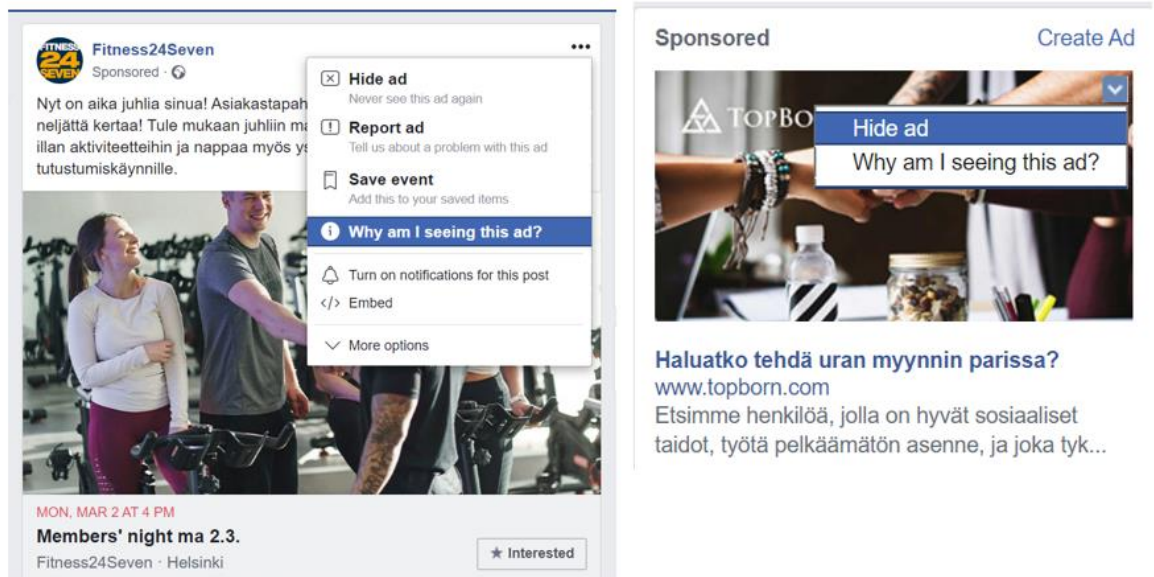 FITNESS
24
SEVEN
Fitness24Seven
Sponsored ·
Nyt on aika juhlia sinua! Asiakastapah
neljättä kertaa! Tule mukaan juhliin ma
illan aktiviteetteihin ja nappaa myös ys
tutustumiskäynnille.
Hide ad
Never see this ad again
Report ad
Tell us about a problem with this ad
Save event
Add this to your saved items
Why am I seeing this ad?
Turn on notifications for this post
</> Embed
More options
MON, MAR 2 AT 4 PM
Members' night ma 2.3.
Fitness24Seven · Helsinki
★ Interested
Sponsored
Create Ad
TOPBO
Hide ad
Why am I seeing this ad?
Haluatko tehdä uran myynnin parissa?
www.topborn.com
Etsimme henkilöä, jolla on hyvät sosiaaliset
taidot, työtä pelkäämätön asenne, ja joka tyk...